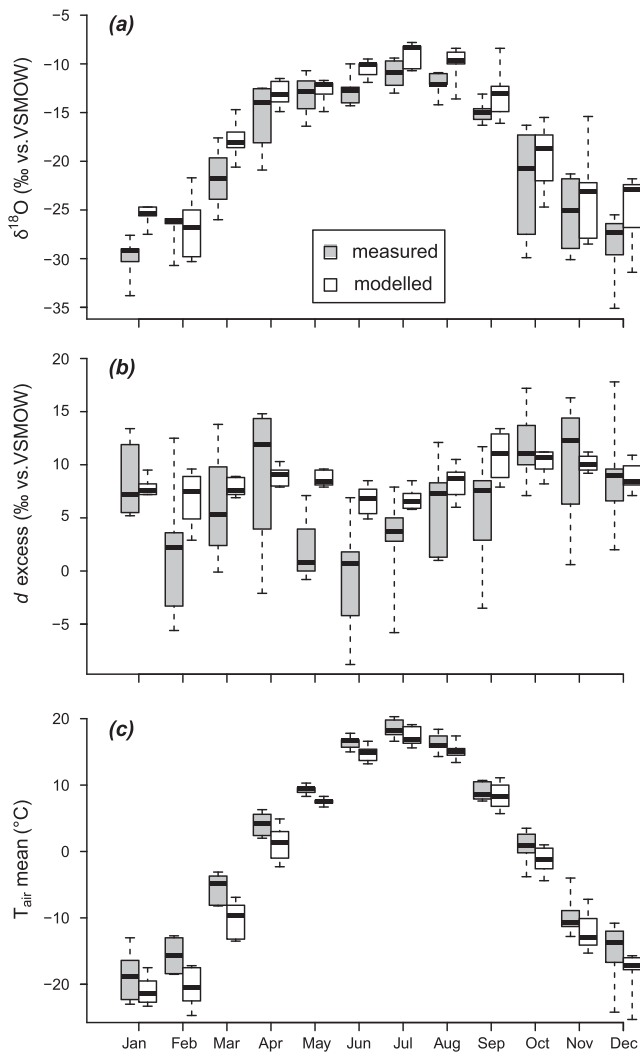 (a)
δ¹⁸O (‰ vs.VSMOW)
−5
−10
−15
−20
−25
−30
−35
measured
modelled
(b)
d excess (‰ vs.VSMOW)
20
15
10
5
0
−5
(c)
Tair mean (°C)
20
10
0
−10
−20
Jan Feb Mar Apr May Jun Jul Aug Sep Oct Nov Dec